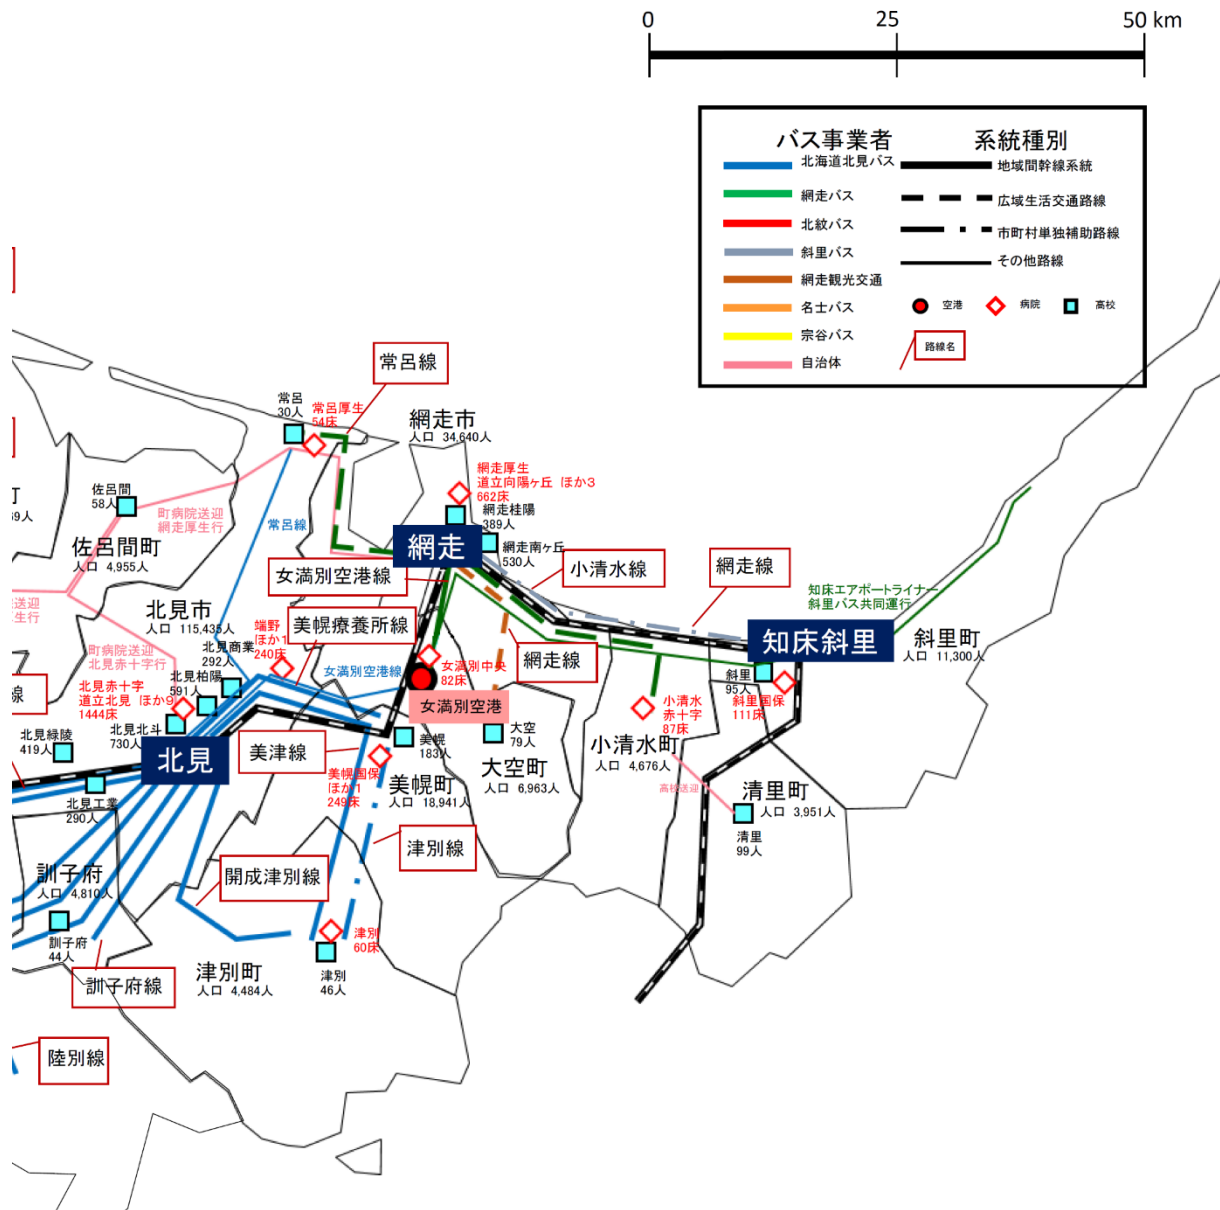 0
25
50 km
バス事業者
系統種別
北海道北見バス
網走バス
北紋バス
斜里バス
網走観光交通
名士バス
宗谷バス
自治体
地域間幹線系統
広域生活交通路線
市町村単独補助路線
その他路線
空港
病院
高校
路線名
常呂線
常呂
30人
常呂厚生
54床
網走市
人口 34,640人
網走厚生
道立向陽ヶ丘 ほか3
662床
網走桂陽
389人
網走
網走南ヶ丘
530人
佐呂間
58人
町病院送迎
網走厚生行
常呂線
佐呂間町
人口 4,955人
女満別空港線
小清水線
網走線
知床エアポートライナー
斜里バス共同運行
知床斜里
斜里町
人口 11,300人
北見市
人口 115,435人
端野
ほか1
240床
美幌療養所線
北見商業
292人
町病院送迎
北見赤十字行
女満別空港線
女満別中央
82床
網走線
斜里
95人
斜里国保
111床
北見柏陽
591人
北見赤十字
道立北見 ほか9
1444床
女満別空港
小清水
赤十字
87床
北見北斗
730人
北見緑陵
419人
北見
美津線
美幌
183人
大空
79人
小清水町
人口 4,676人
美幌国保
ほか1
249床
美幌町
人口 18,941人
大空町
人口 6,963人
高校送迎
清里町
人口 3,951人
北見工業
290人
清里
99人
津別線
訓子府
人口 4,810人
開成津別線
訓子府
44人
津別
60床
津別町
人口 4,484人
津別
46人
訓子府線
陸別線